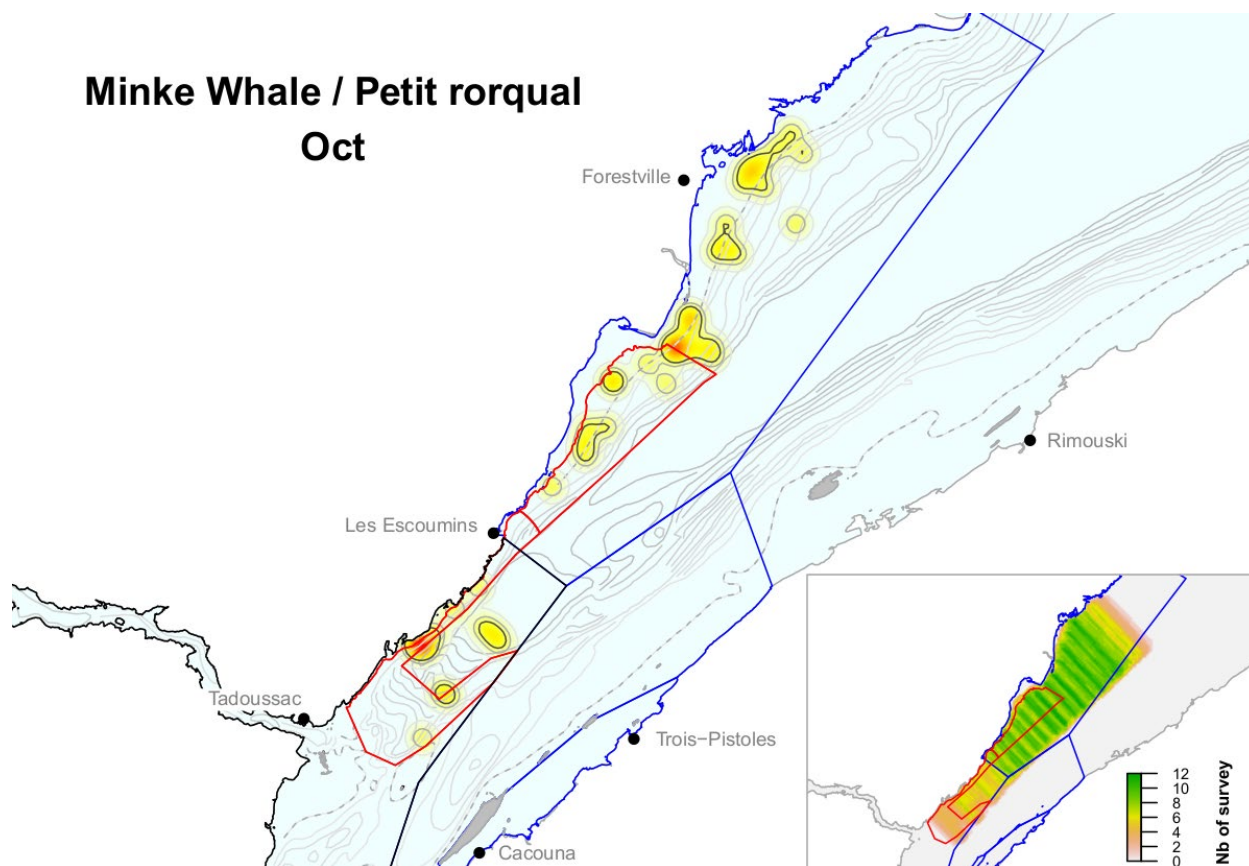 Minke Whale / Petit rorqual
Oct
Forestville
Rimouski
Les Escoumins
Tadoussac
Trois−Pistoles
Cacouna
12
10
8
6
4
2
0
Nb of survey